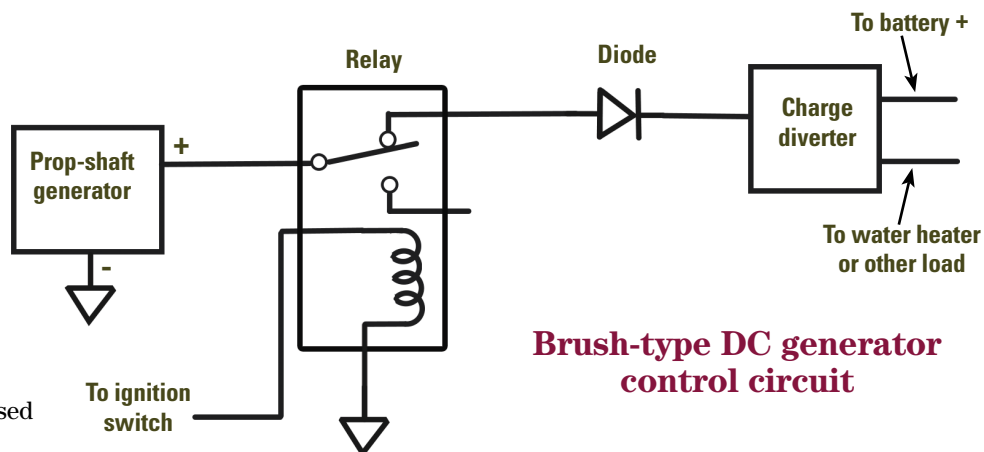 To battery +
Relay
Diode
Charge
diverter
+
Prop-shaft
generator
-
To water heater
or other load
Brush-type DC generator
control circuit
To ignition
switch
sed